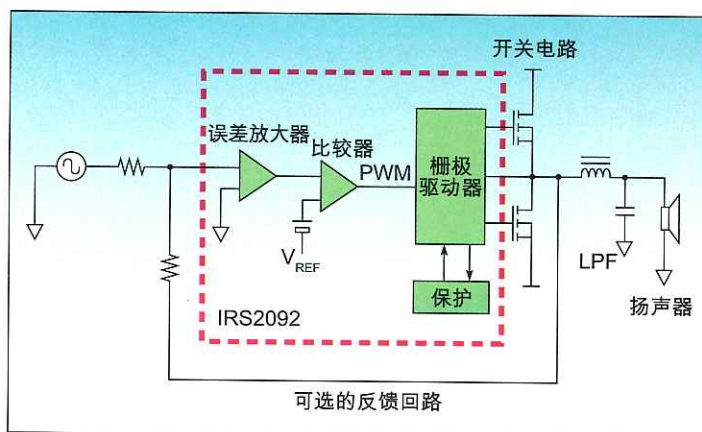 开关电路
误差放大器
比较器
PWM
栅极
驱动器
V_REF
LPF
保护
扬声器
IRS2092
可选的反馈回路